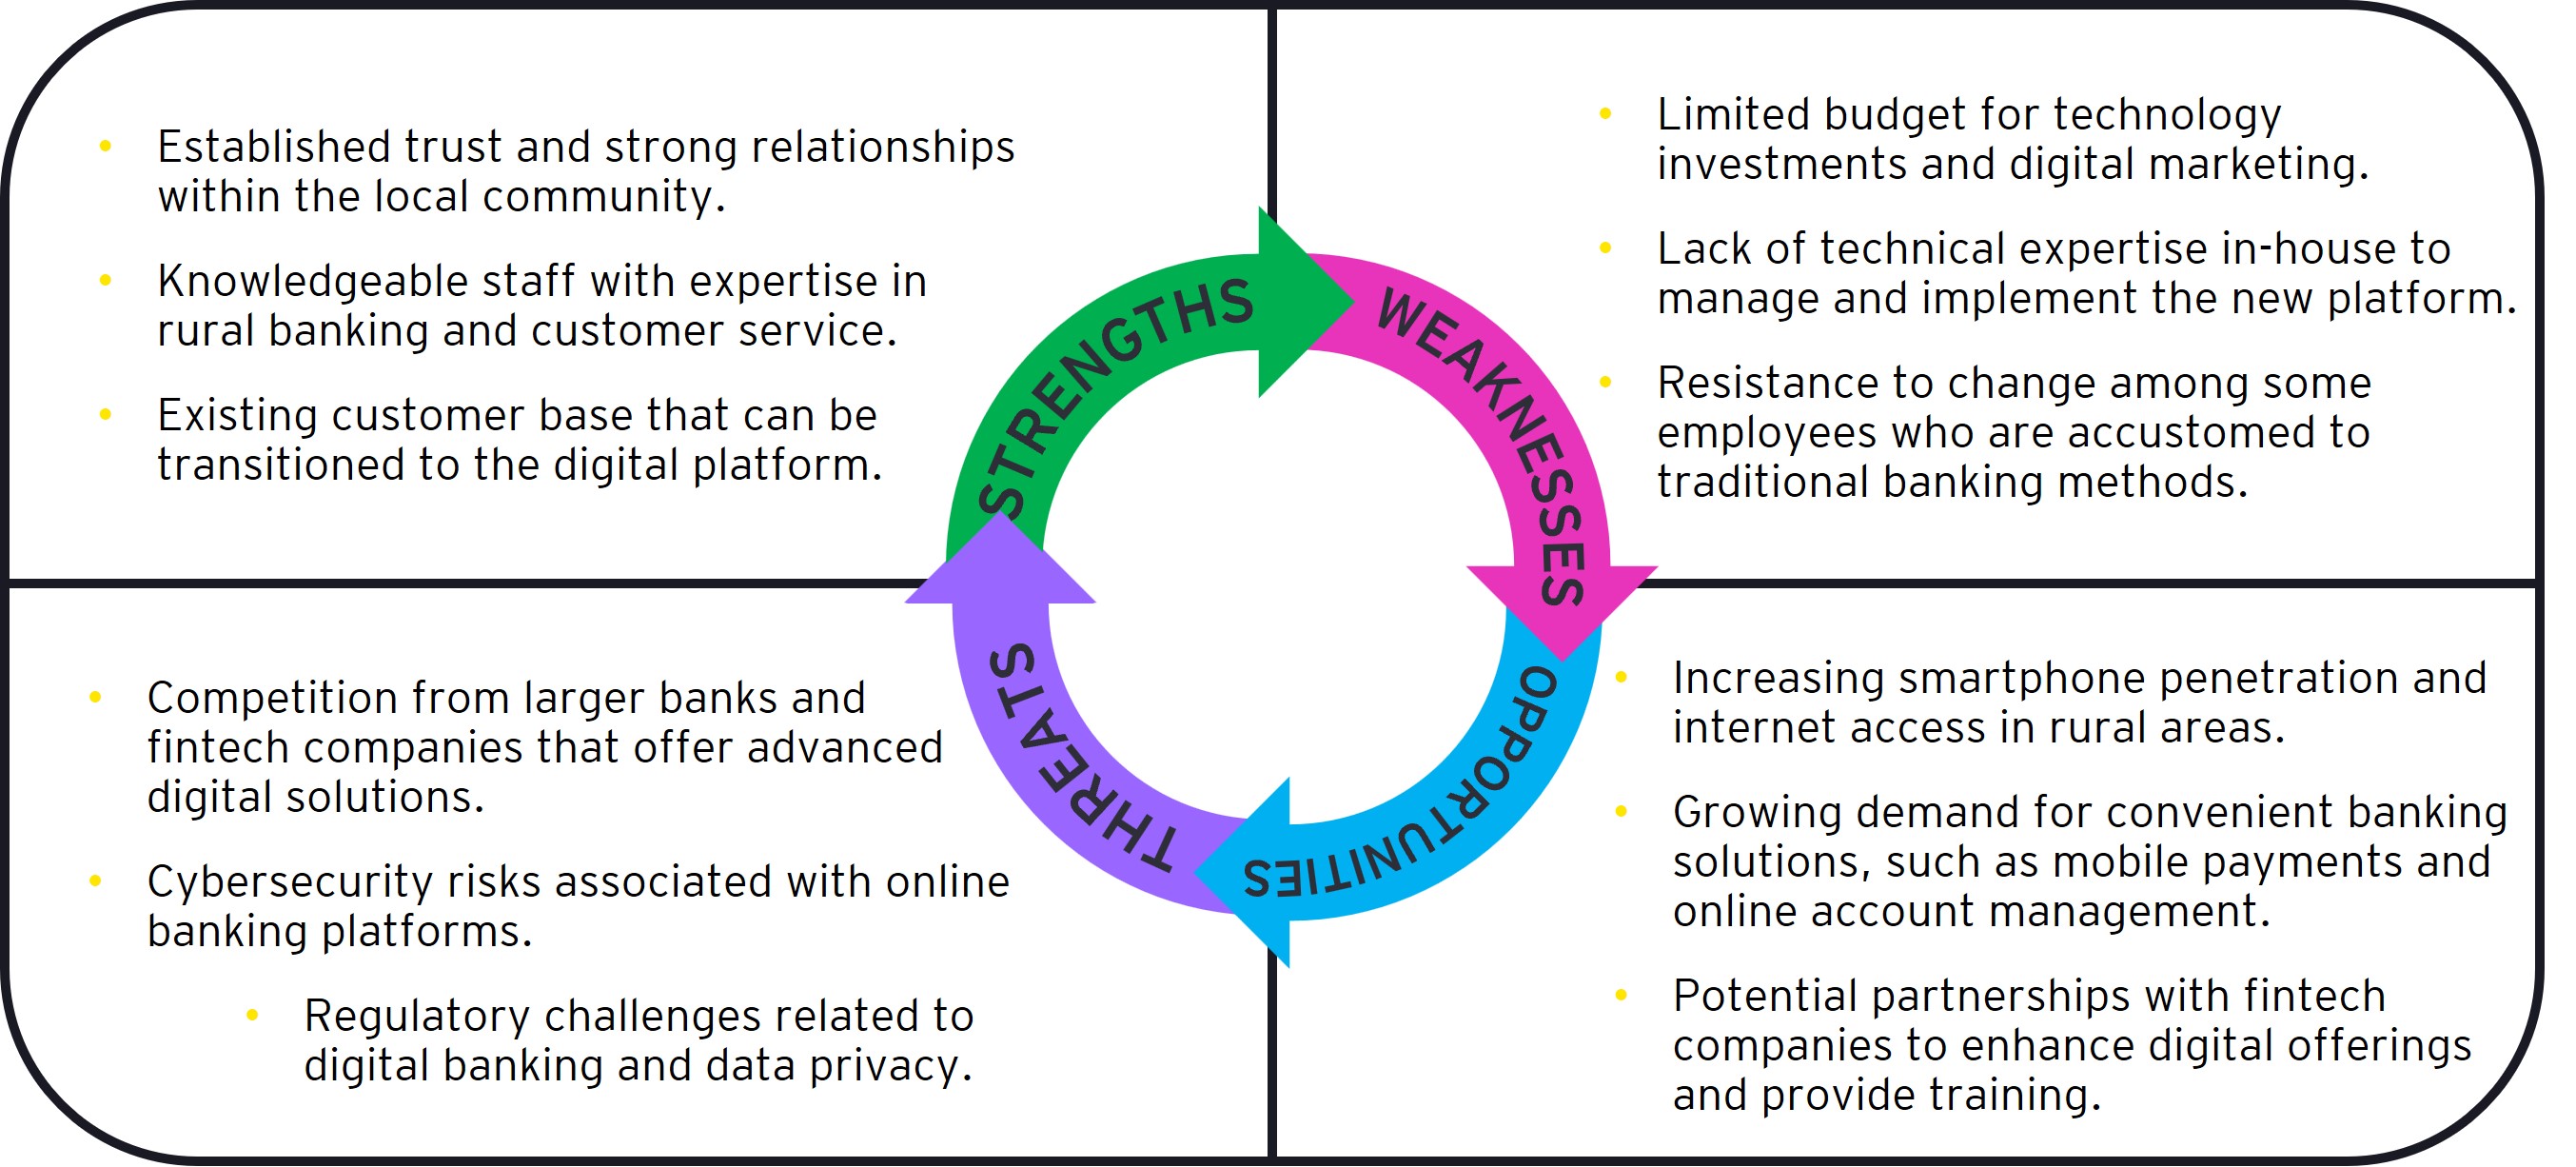 • Established trust and strong relationships
within the local community.
• Knowledgeable staff with expertise in
rural banking and customer service.
• Existing customer base that can be
transitioned to the digital platform.
• Limited budget for technology
investments and digital marketing.
• Lack of technical expertise in-house to
manage and implement the new platform.
• Resistance to change among some
employees who are accustomed to
traditional banking methods.
STRENGTHS
WEAKNESSES
THREATS
OPPORTUNITIES
• Competition from larger banks and
fintech companies that offer advanced
digital solutions.
• Cybersecurity risks associated with online
banking platforms.
• Regulatory challenges related to
digital banking and data privacy.
• Increasing smartphone penetration and
internet access in rural areas.
• Growing demand for convenient banking
solutions, such as mobile payments and
online account management.
• Potential partnerships with fintech
companies to enhance digital offerings
and provide training.